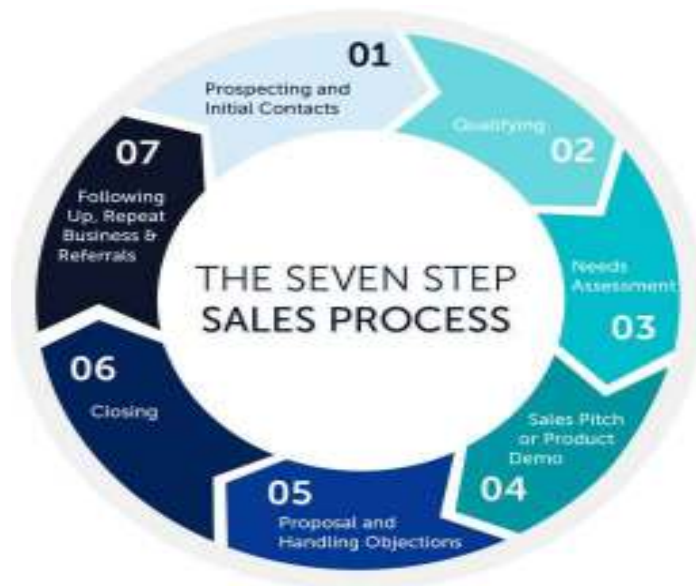 THE SEVEN STEP
SALES PROCESS
01
Prospecting and
Initial Contacts
Qualifying
02
Needs
Assessment
03
Sales Pitch
or Product
Demo
04
05
Proposal and
Handling Objections
06
Closing
07
Following
Up, Repeat
Business &
Referrals